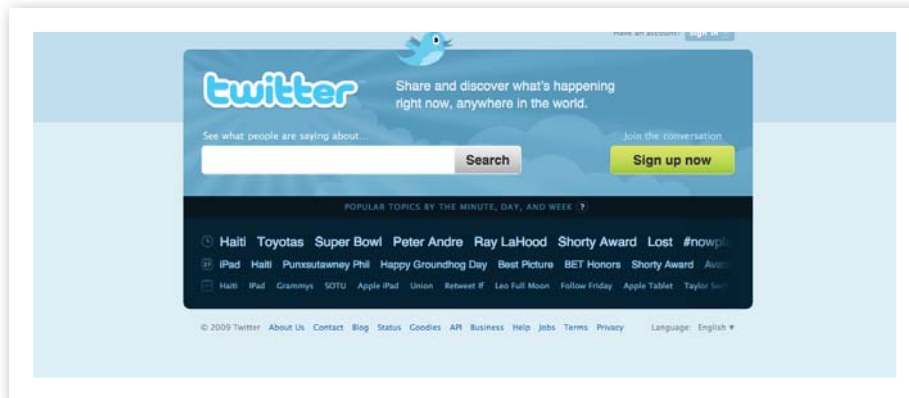 Have an account? Sign in
twitter
Share and discover what's happening
right now, anywhere in the world.
See what people are saying about...
Search
Join the conversation
Sign up now
POPULAR TOPICS BY THE MINUTE, DAY, AND WEEK ?
Haiti Toyotas Super Bowl Peter Andre Ray LaHood Shorty Award Lost
iPad Haiti Punxsutawney Phil Happy Groundhog Day Best Picture BET Honors Shorty Award
Haiti IPad Grammys SOTU Apple iPad Union Retweet If Leo Full Moon Follow Friday Apple Tablet Taylor
© 2009 Twitter About Us Contact Blog Status Goodies API Business Help Jobs Terms Privacy Language: English